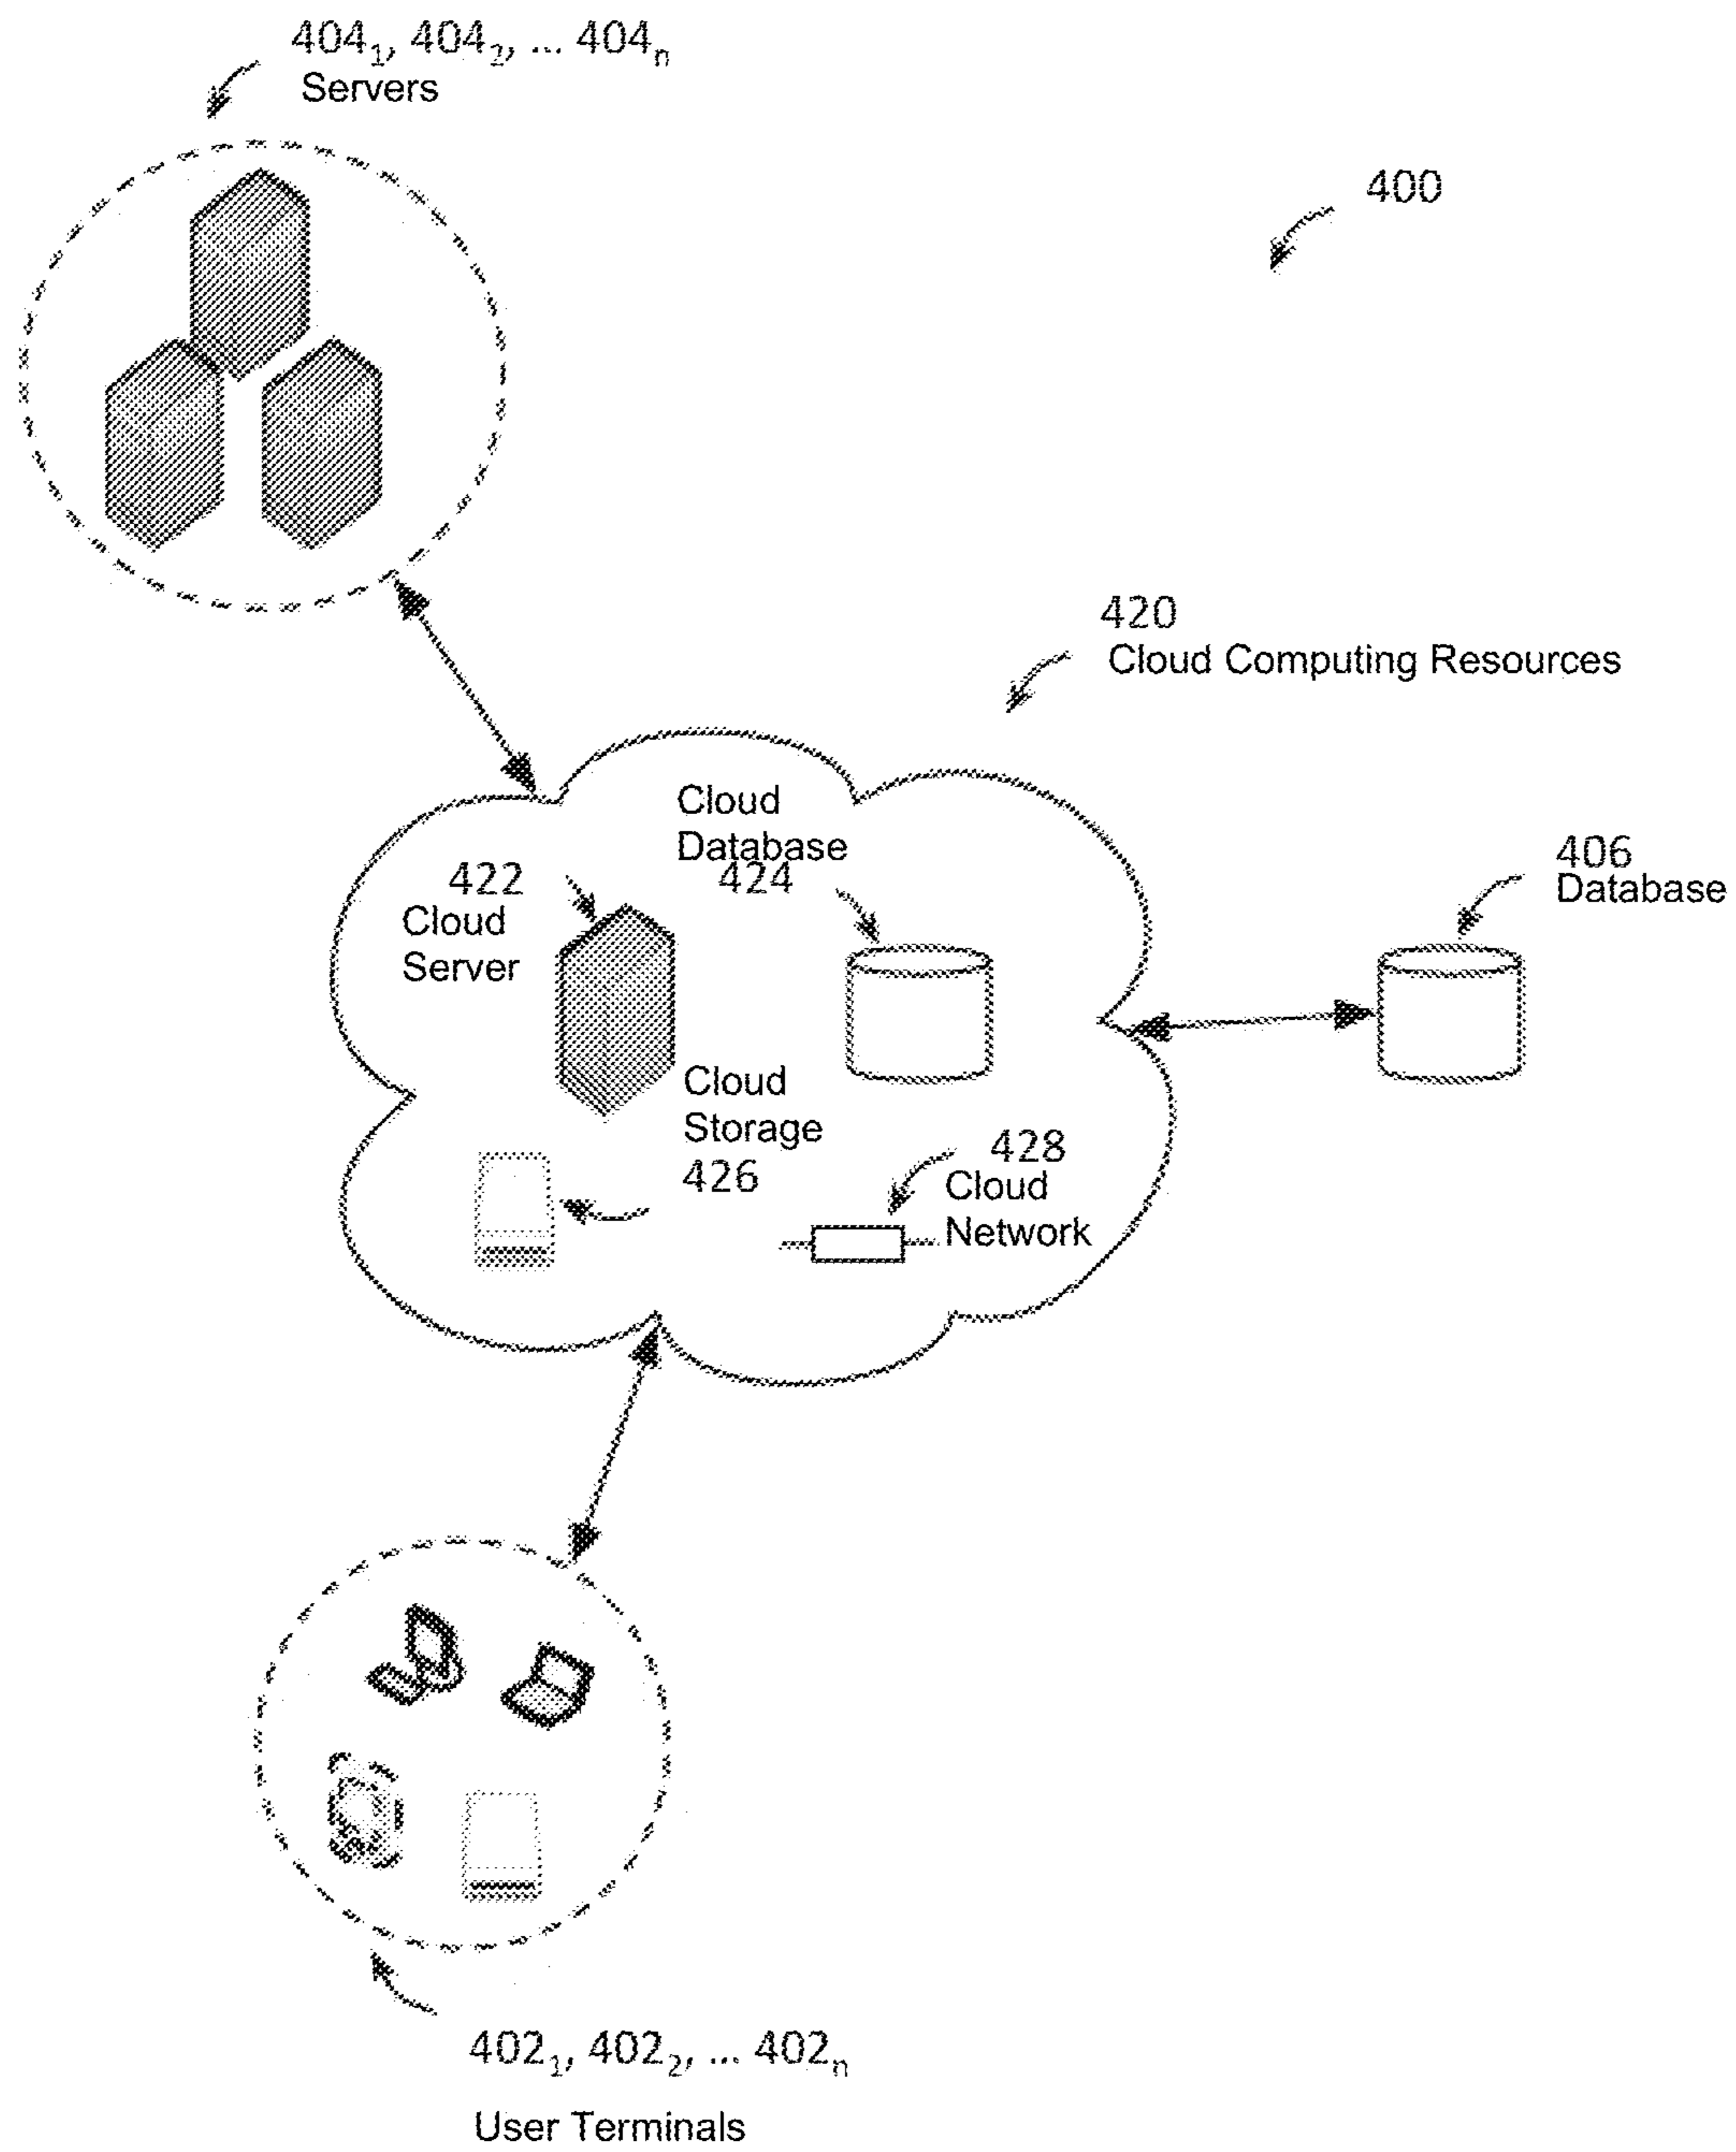 404₁, 404₂, ... 404ₙ
Servers
400
420
Cloud Computing Resources
Cloud
Database
424
422
Cloud
Server
406
Database
Cloud
Storage
426
428
Cloud
Network
402₁, 402₂, ... 402ₙ
User Terminals